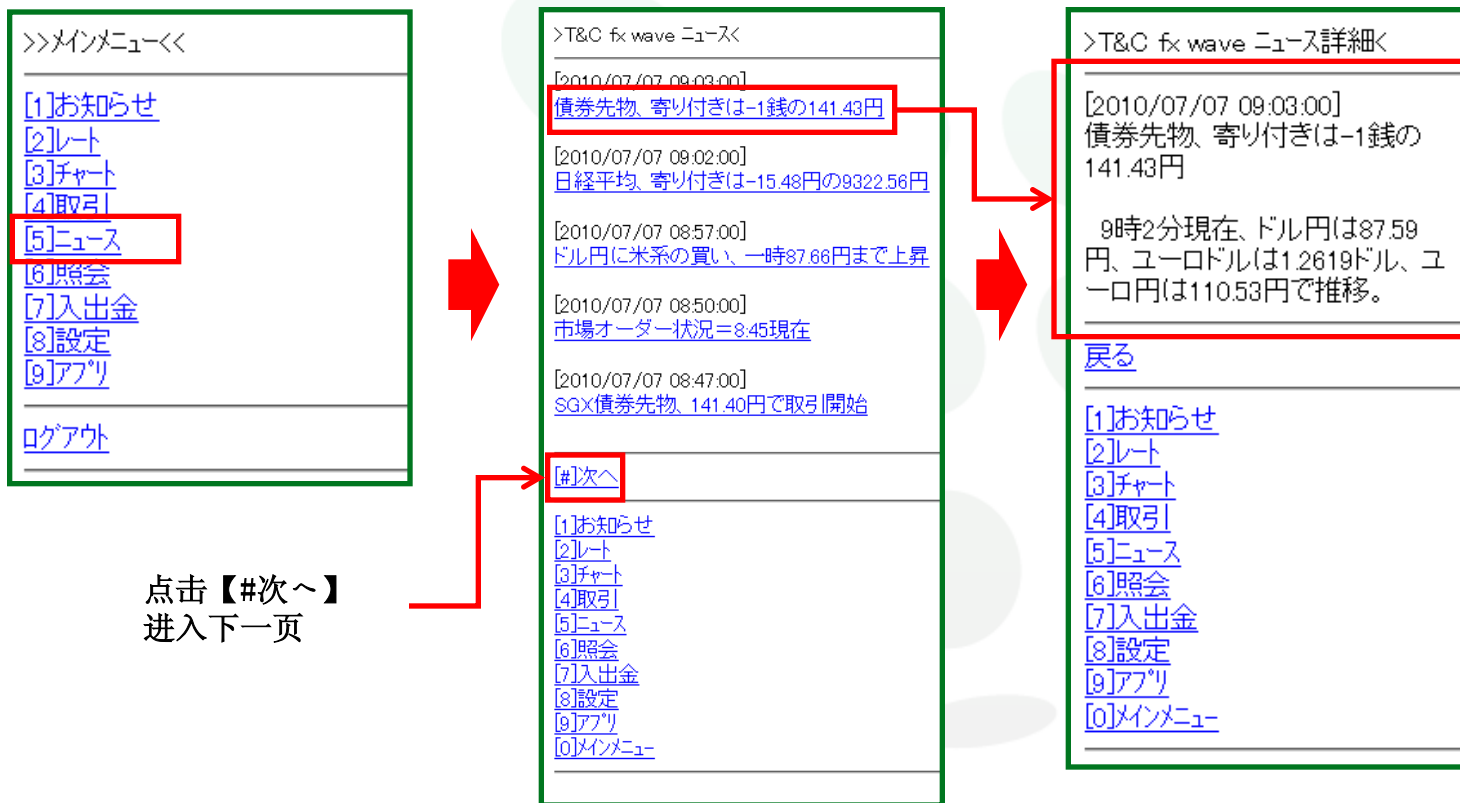 >>ﾒｲﾝﾒﾆｭｰ<<
[1]お知らせ
[2]ﾚｰﾄ
[3]ﾁｬｰﾄ
[4]取引
[5]ﾆｭｰｽ
[6]照会
[7]入出金
[8]設定
[9]ｱﾌﾟﾘ
ﾛｸﾞｱｳﾄ
点击【#次へ】
进入下一页
>T&C fx wave ﾆｭｰｽ<
[2010/07/07 09:03:00]
債券先物、寄り付きは-1銭の141.43円
[2010/07/07 09:02:00]
日経平均、寄り付きは-15.48円の9322.56円
[2010/07/07 08:57:00]
ドル円に米系の買い、一時87.66円まで上昇
[2010/07/07 08:50:00]
市場オーダー状況＝8:45現在
[2010/07/07 08:47:00]
SGX債券先物、141.40円で取引開始
[#]次へ
[1]お知らせ
[2]ﾚｰﾄ
[3]ﾁｬｰﾄ
[4]取引
[5]ﾆｭｰｽ
[6]照会
[7]入出金
[8]設定
[9]ｱﾌﾟﾘ
[0]ﾒｲﾝﾒﾆｭｰ
>T&C fx wave ﾆｭｰｽ詳細<
[2010/07/07 09:03:00]
債券先物、寄り付きは-1銭の
141.43円
9時2分現在、ドル円は87.59
円、ユーロドルは1.2619ドル、ユ
ーロ円は110.53円で推移。
戻る
[1]お知らせ
[2]ﾚｰﾄ
[3]ﾁｬｰﾄ
[4]取引
[5]ﾆｭｰｽ
[6]照会
[7]入出金
[8]設定
[9]ｱﾌﾟﾘ
[0]ﾒｲﾝﾒﾆｭｰ